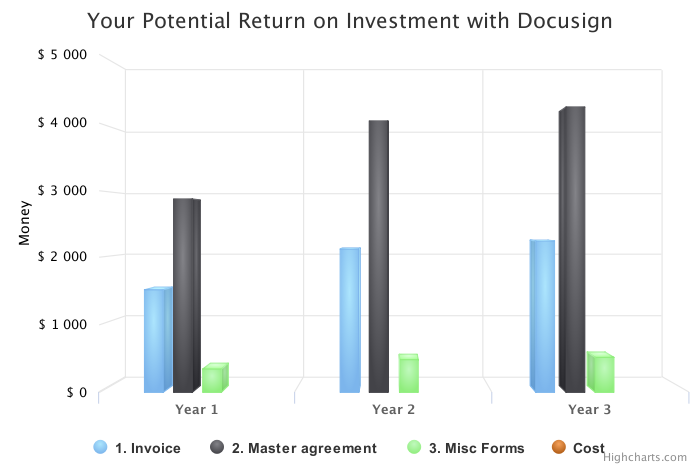 Your Potential Return on Investment with Docusign
$ 5 000
$ 4 000
$ 3 000
$ 2 000
$ 1 000
$ 0
Money
Year 1 Year 2 Year 3
1. Invoice 2. Master agreement 3. Misc Forms Cost
Highcharts.com